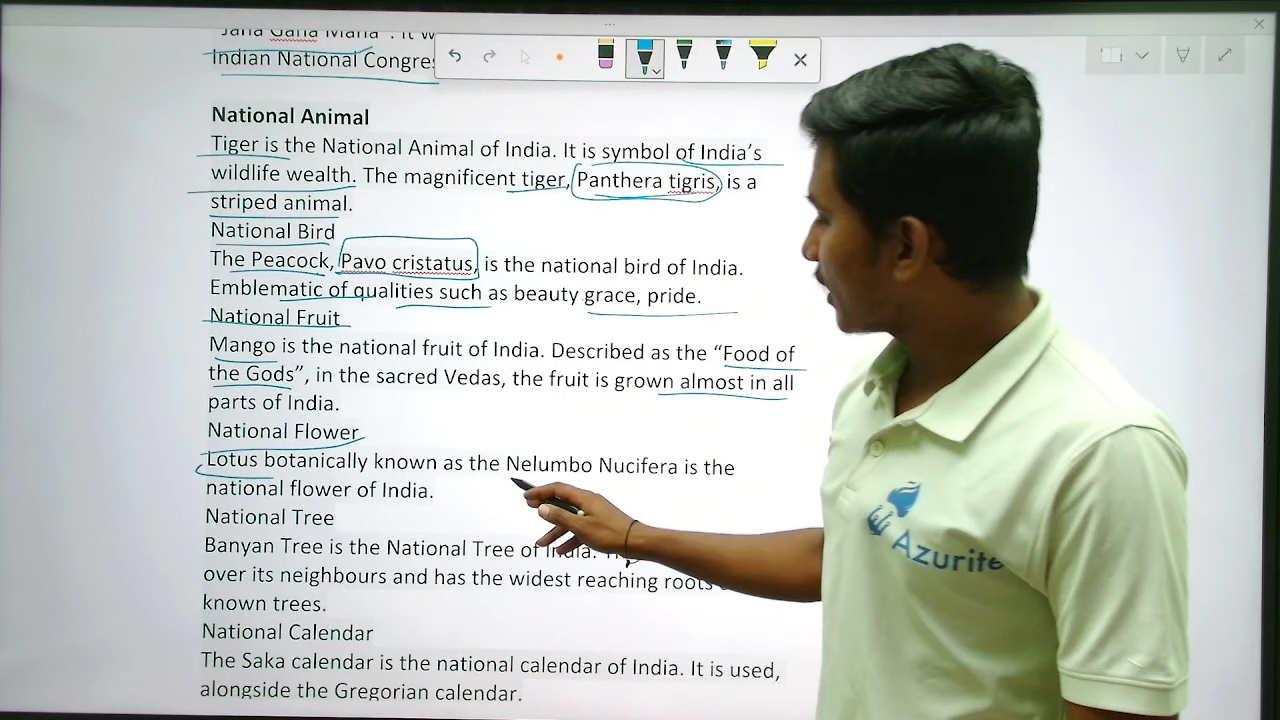 "Jana Gana Mana". It w
Indian National Congres
National Animal
Tiger is the National Animal of India. It is symbol of India's
wildlife wealth. The magnificent tiger, Panthera tigris, is a
striped animal.
National Bird
The Peacock, Pavo cristatus, is the national bird of India.
Emblematic of qualities such as beauty grace, pride.
National Fruit
Mango is the national fruit of India. Described as the “Food of
the Gods”, in the sacred Vedas, the fruit is grown almost in all
parts of India.
National Flower
Lotus botanically known as the Nelumbo Nucifera is the
national flower of India.
National Tree
Banyan Tree is the National Tree of India.
over its neighbours and has the widest reaching roots
known trees.
National Calendar
The Saka calendar is the national calendar of India. It is used,
alongside the Gregorian calendar.
Azurite